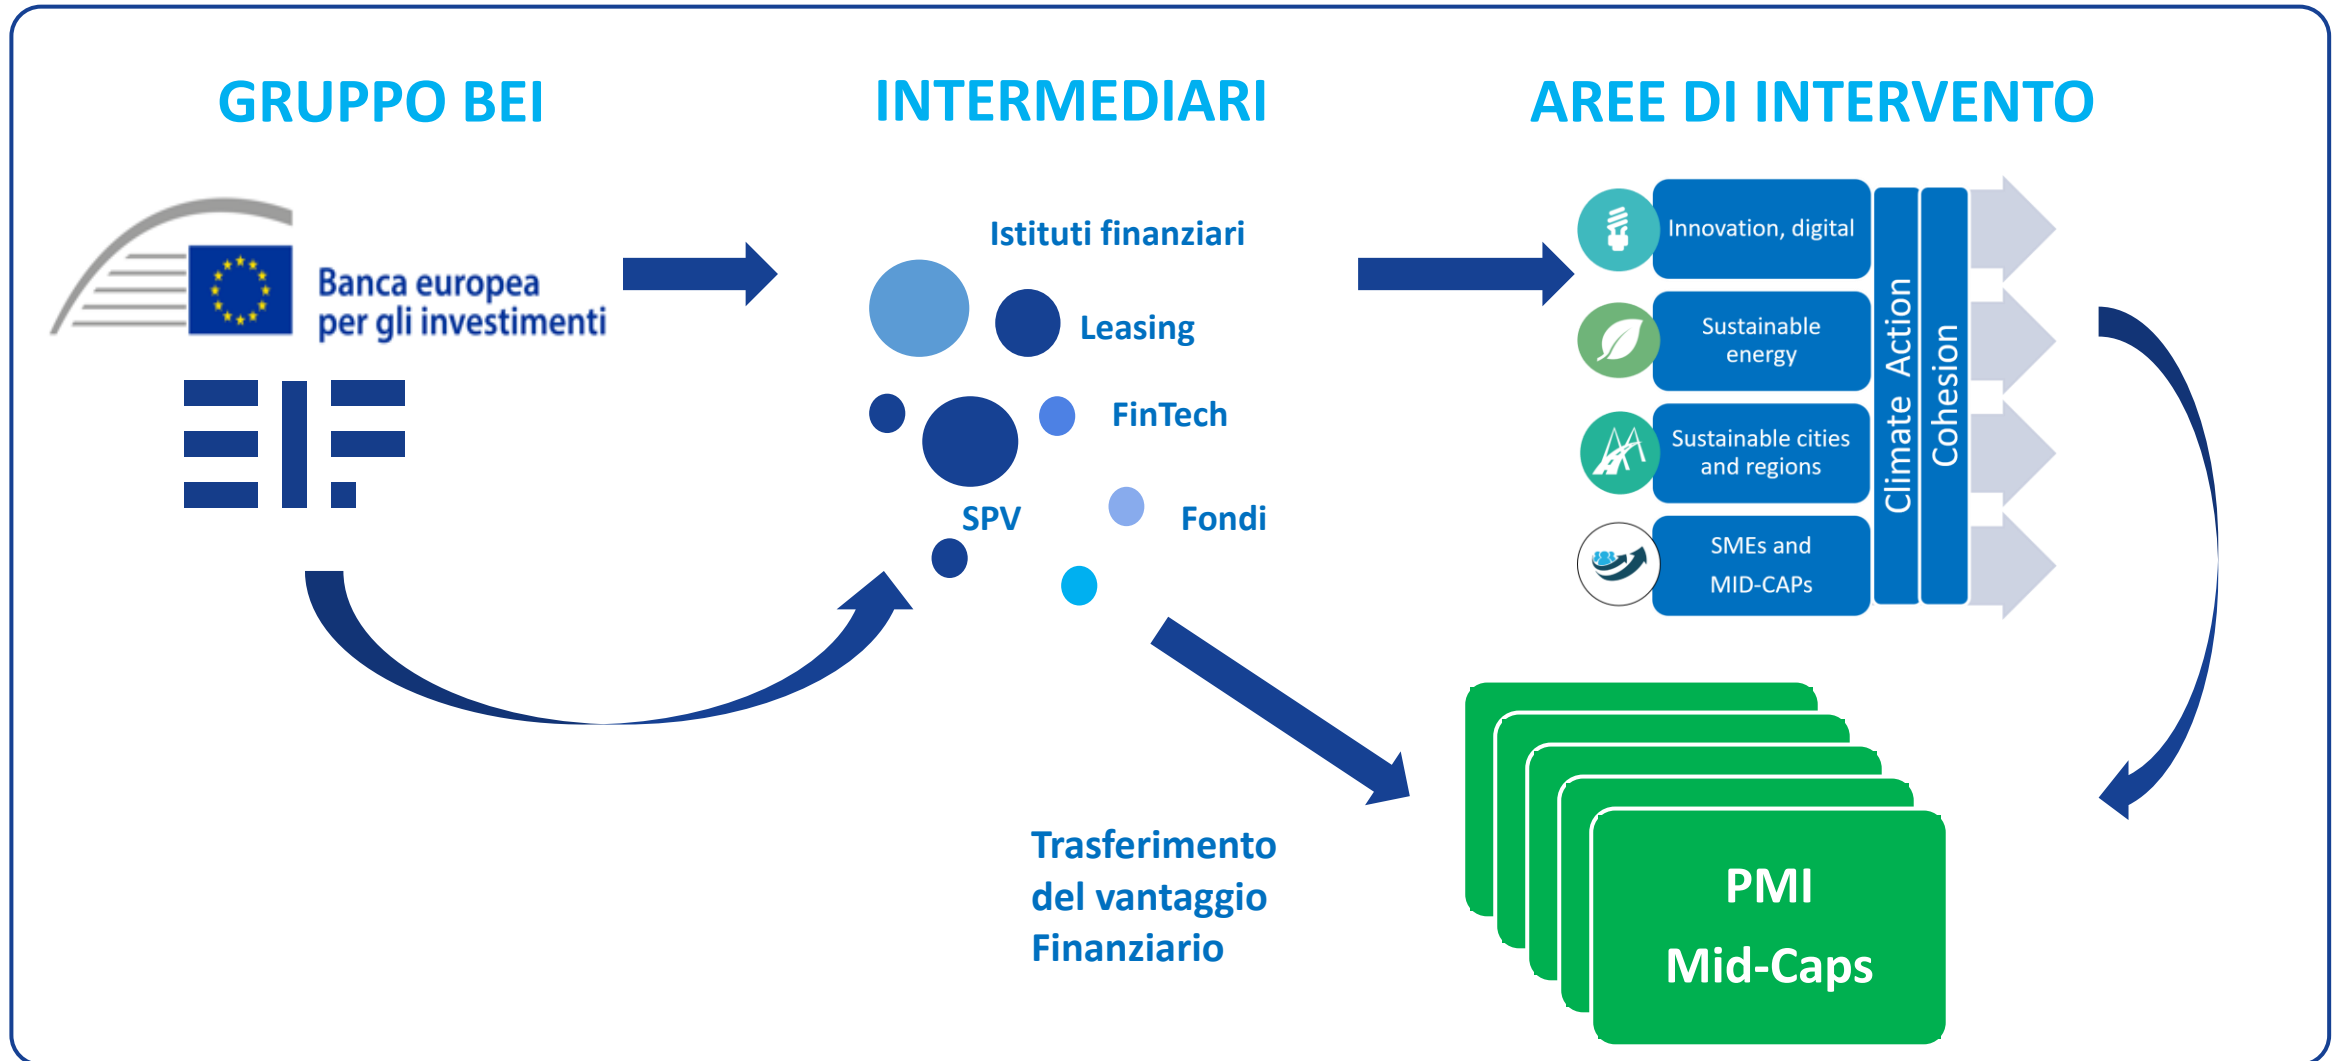 GRUPPO BEI
INTERMEDIARI
AREE DI INTERVENTO
Banca europea
per gli investimenti
EIF
Istituti finanziari
Leasing
FinTech
SPV
Fondi
Innovation, digital
Sustainable
energy
Sustainable cities
and regions
SMEs and
MID-CAPs
Climate Action
Cohesion
Trasferimento
del vantaggio
Finanziario
PMI
Mid-Caps